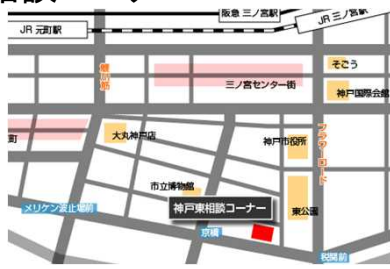 阪急 三ノ宮駅
JR 三ノ宮駅
JR 元町駅
そごう
三ノ宮センター街
神戸国際会館
大丸神戸店
神戸市役所
フラワーロード
町
市立博物館
神戸東相談コーナー
東公園
メリケン波止場前
京橋
税関前